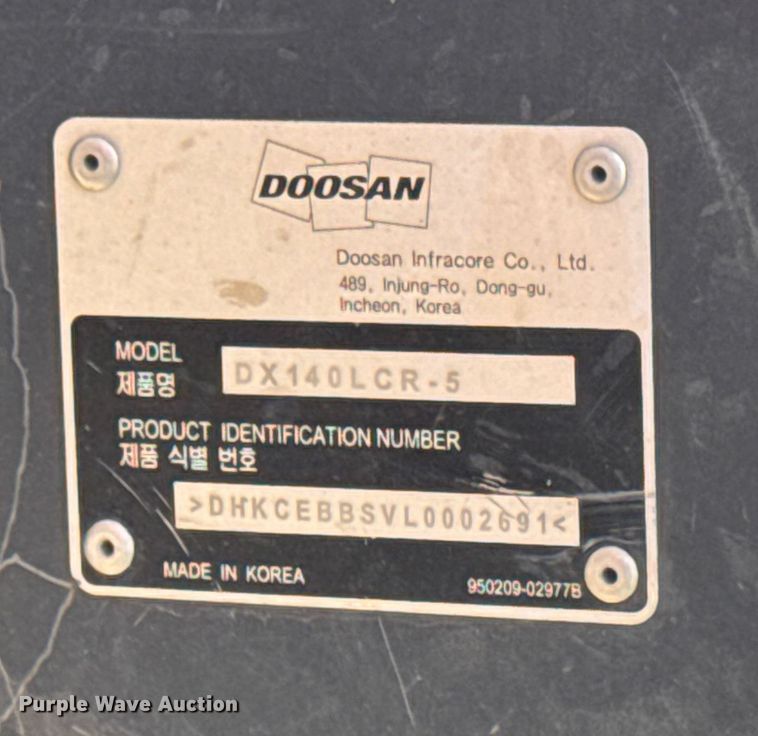 DOOSAN
Doosan Infracore Co., Ltd.
489, Injung-Ro, Dong-gu,
Incheon, Korea
MODEL
제품명
DX140LCR-5
PRODUCT IDENTIFICATION NUMBER
제품 식별 번호
>DHKCEBBSVL0002691<
MADE IN KOREA
950209-02977B
Purple Wave Auction